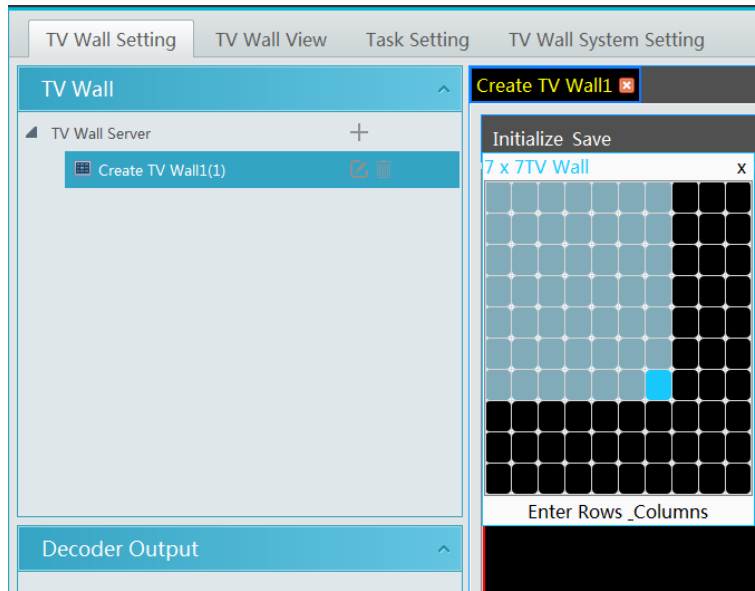 TV Wall Setting TV Wall View Task Setting TV Wall System Setting
TV Wall
TV Wall Server
Create TV Wall1(1)
Decoder Output
Create TV Wall1
Initialize Save
7 x 7TV Wall x
Enter Rows _Columns